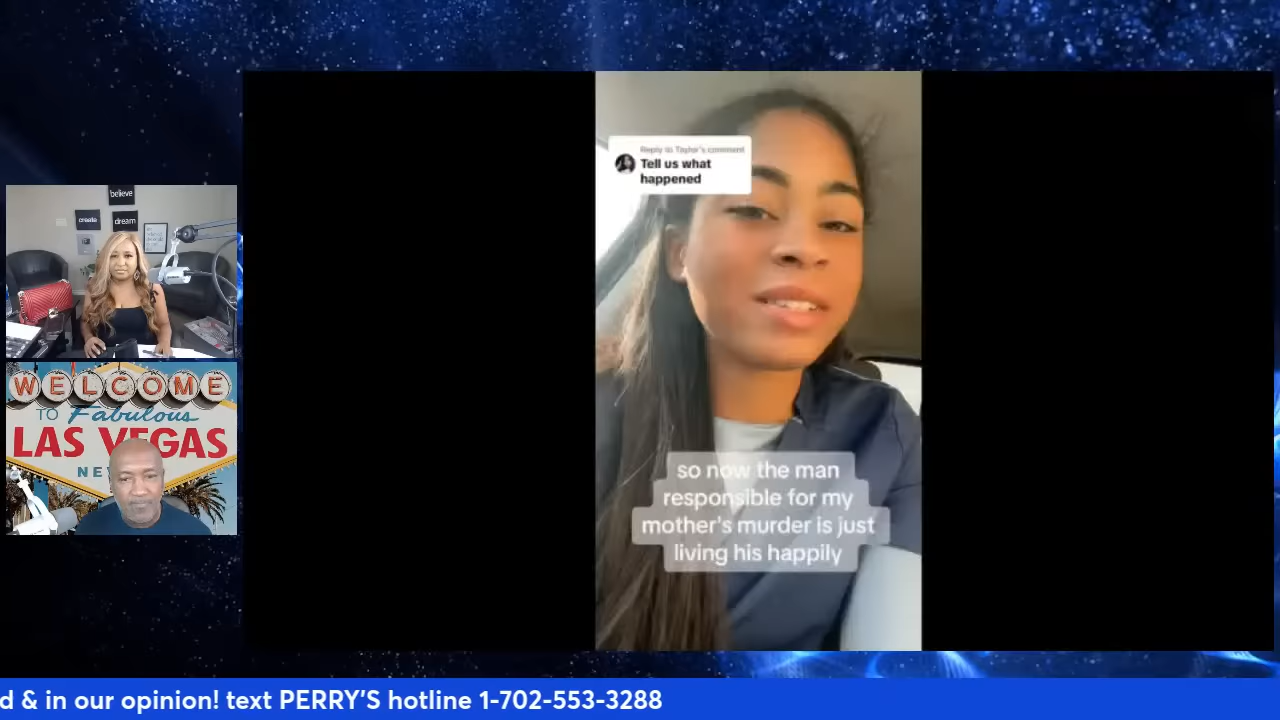 believe
create
dream
WELCOME
TO Fabulous
LAS VEGAS
NE
Reply to Taylor's comment
Tell us what
happened
so now the man
responsible for my
mother's murder is just
living his happily
d & in our opinion! text PERRY'S hotline 1-702-553-3288